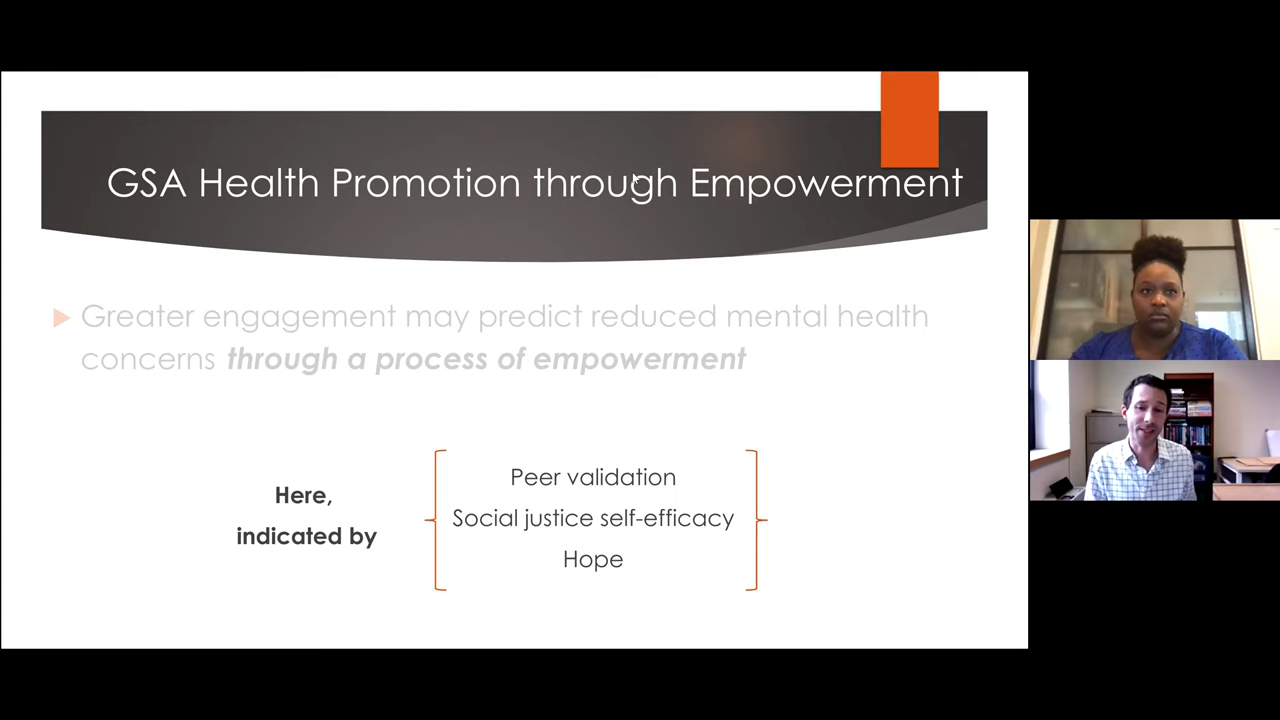 GSA Health Promotion through Empowerment
Greater engagement may predict reduced mental health
concerns through a process of empowerment
Here,
indicated by
Peer validation
Social justice self-efficacy
Hope